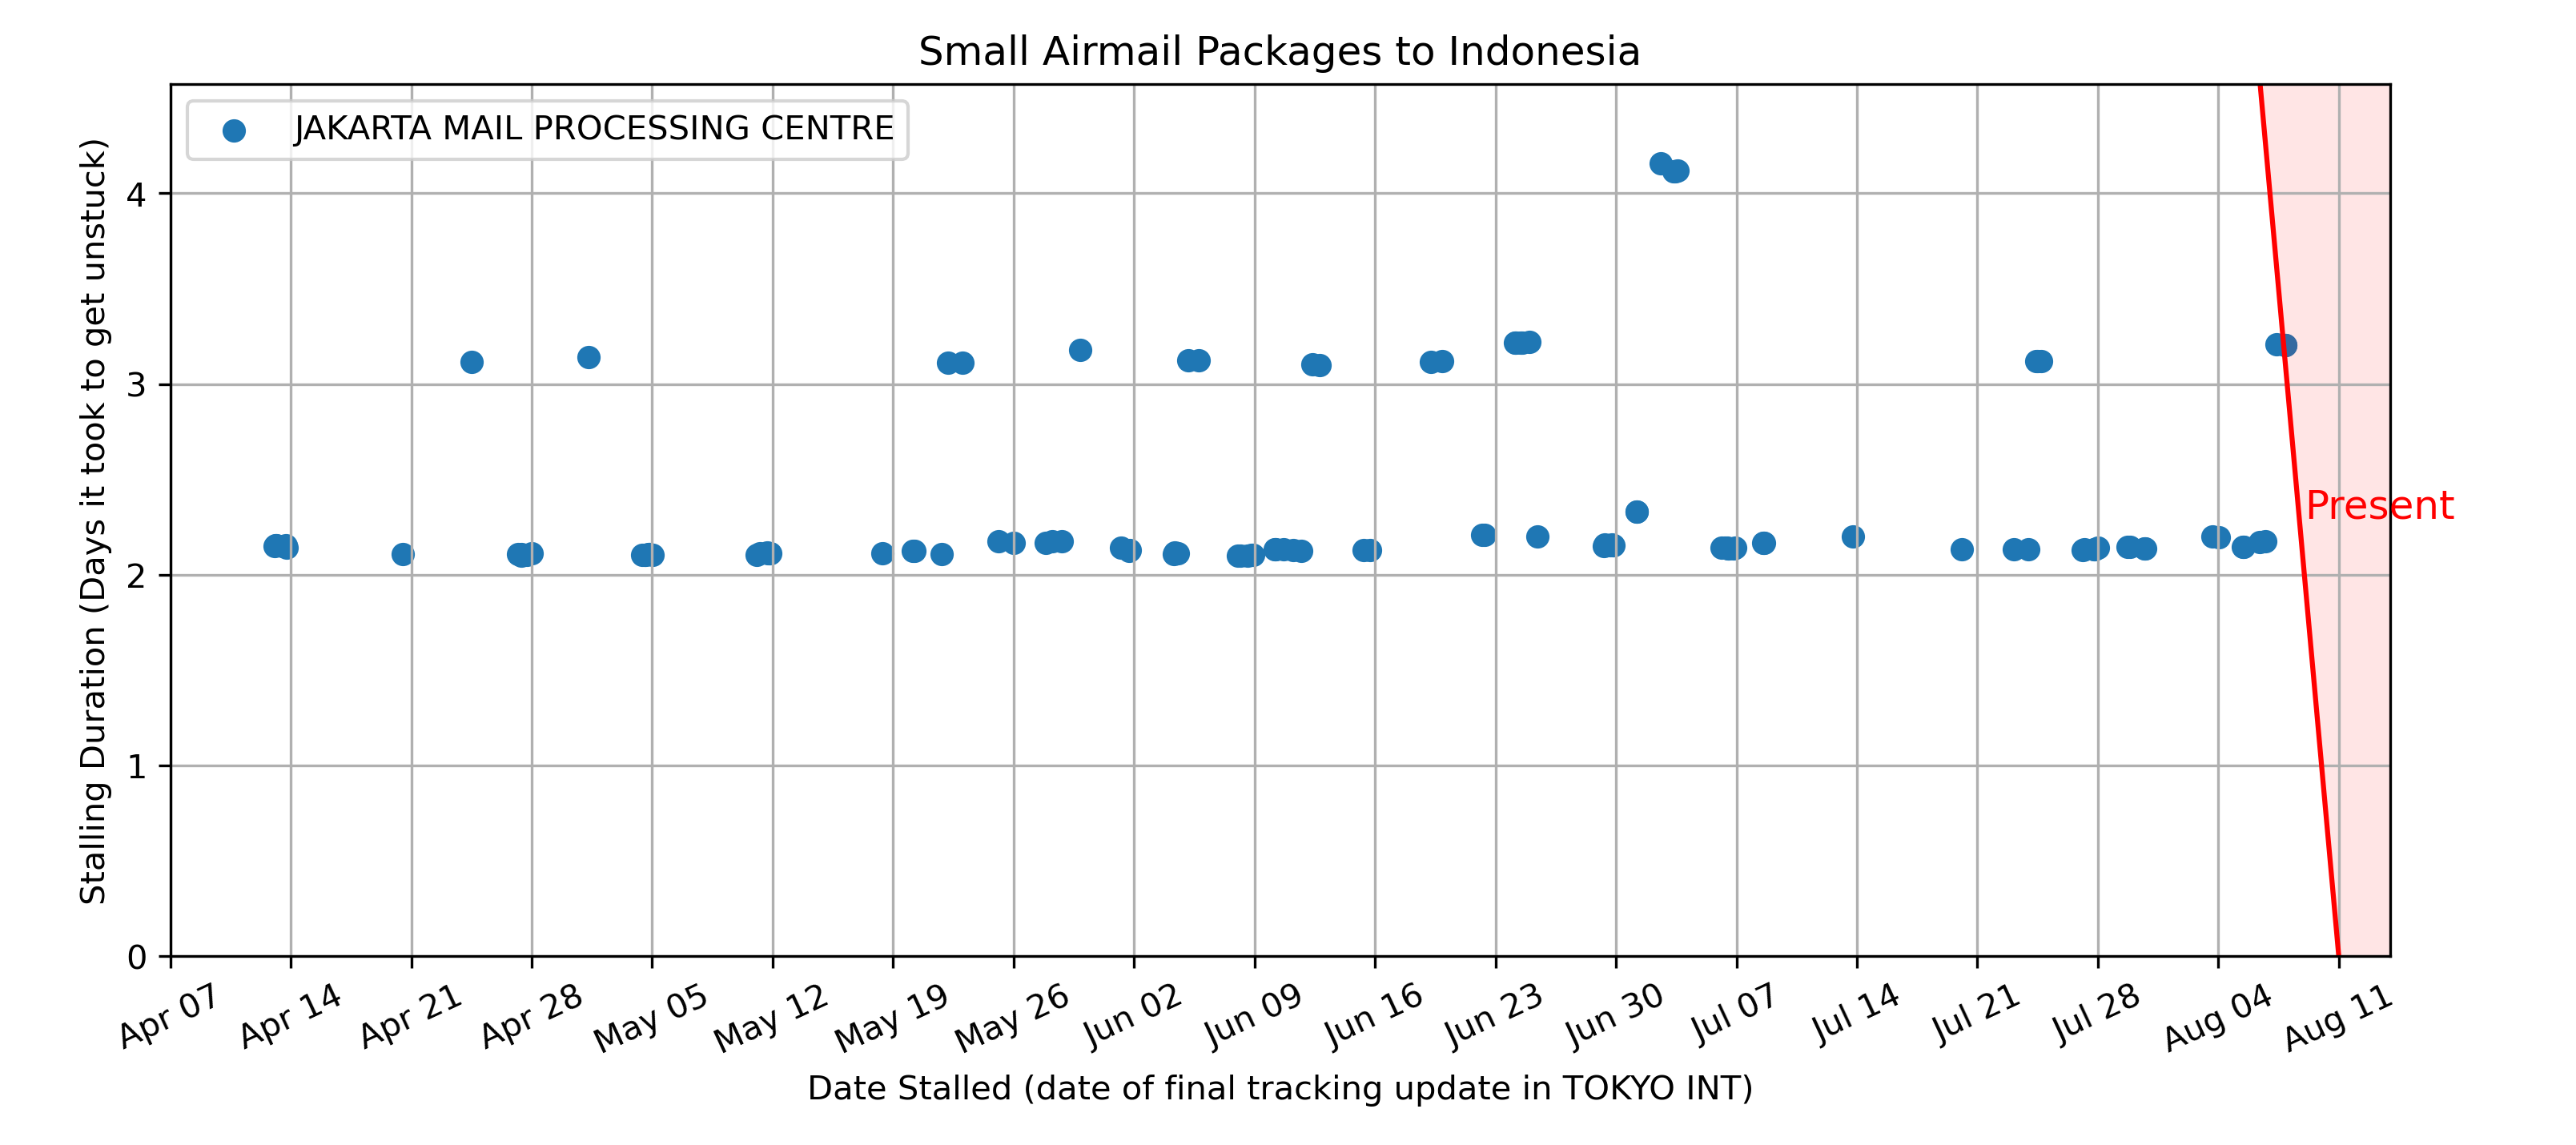 Small Airmail Packages to Indonesia
JAKARTA MAIL PROCESSING CENTRE
Stalling Duration (Days it took to get unstuck)
4
3
2
1
0
Present
Apr 07
Apr 14
Apr 21
Apr 28
May 05
May 12
May 19
May 26
Jun 02
Jun 09
Jun 16
Jun 23
Jun 30
Jul 07
Jul 14
Jul 21
Jul 28
Aug 04
Aug 11
Date Stalled (date of final tracking update in TOKYO INT)